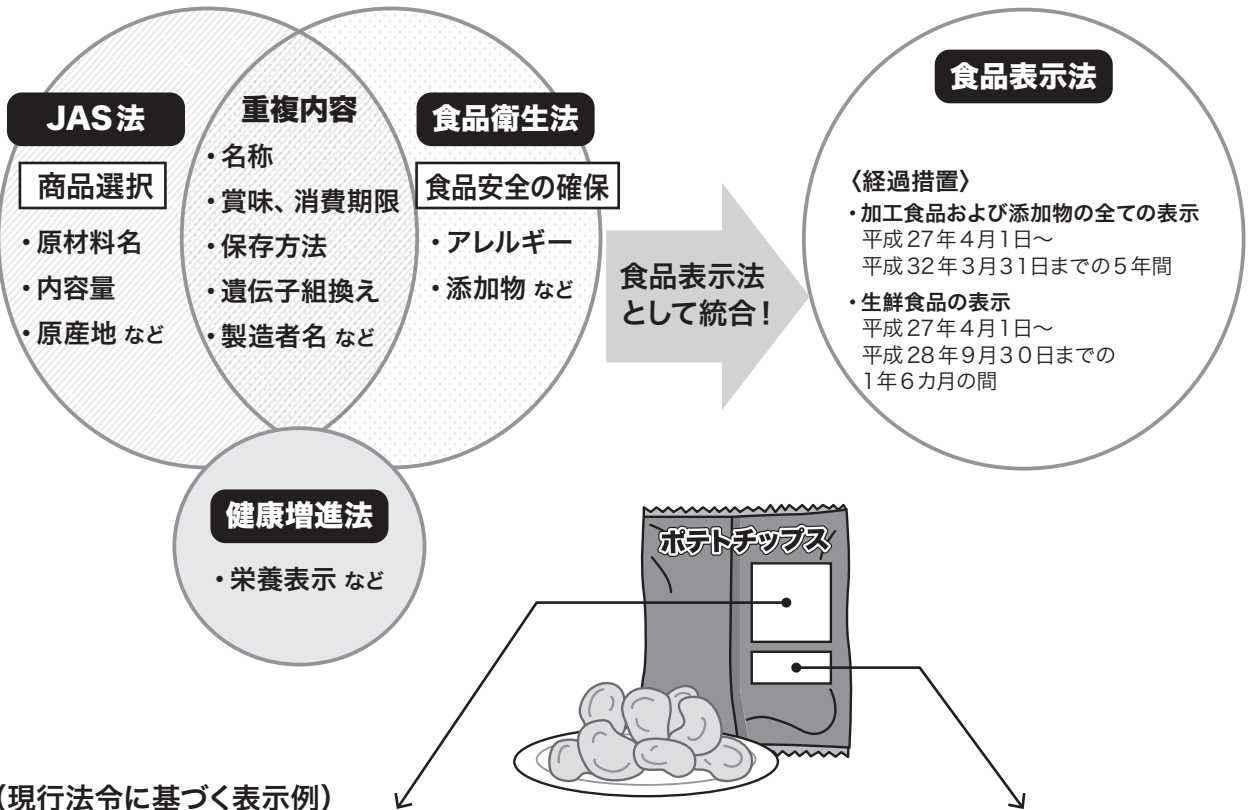 JAS法
商品選択
・原材料名
・内容量
・原産地 など
重複内容
・名称
・賞味、消費期限
・保存方法
・遺伝子組換え
・製造者名 など
食品衛生法
食品安全の確保
・アレルギー
・添加物 など
健康増進法
・栄養表示 など
食品表示法
として統合！
食品表示法
〈経過措置〉
・加工食品および添加物の全ての表示
平成27年4月1日〜
平成32年3月31日までの5年間
・生鮮食品の表示
平成27年4月1日〜
平成28年9月30日までの
1年6カ月の間
ポテトチップス
（現行法令に基づく表示例）